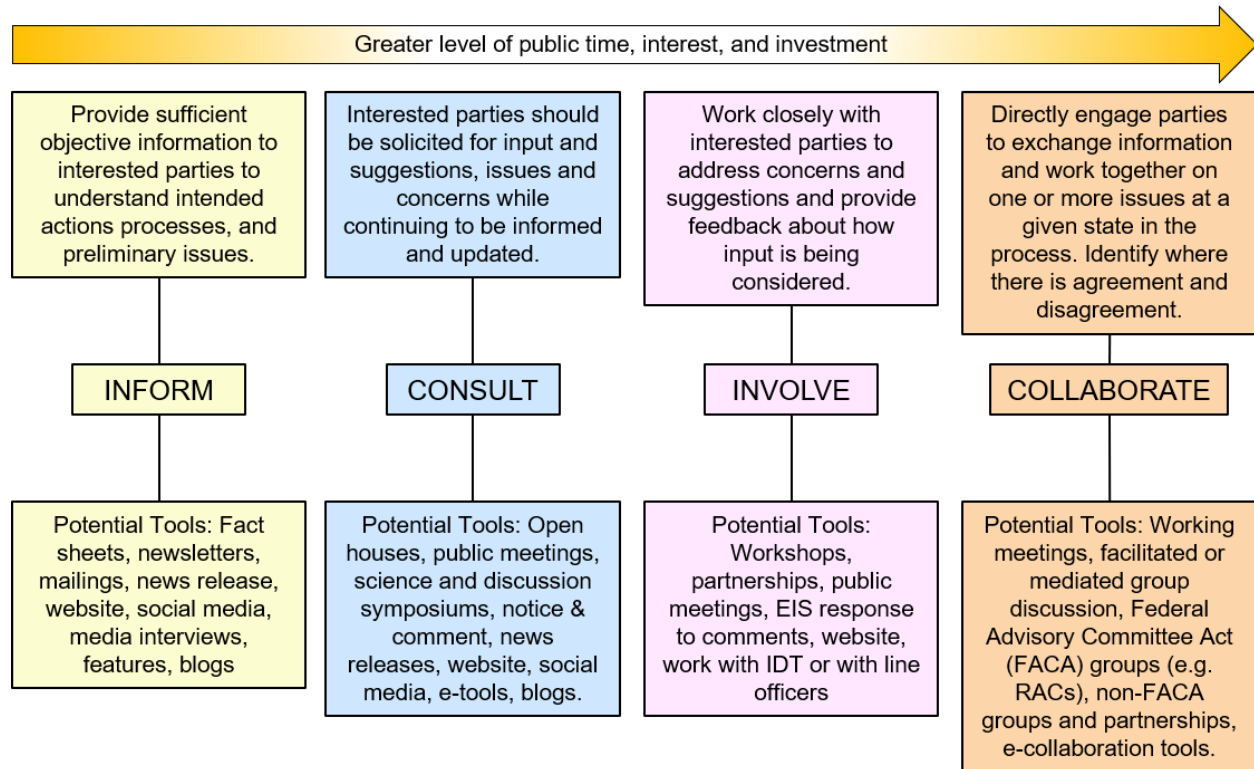 Greater level of public time, interest, and investment
Provide sufficient
objective information to
interested parties to
understand intended
actions processes, and
preliminary issues.
Interested parties should
be solicited for input and
suggestions, issues and
concerns while
continuing to be informed
and updated.
Work closely with
interested parties to
address concerns and
suggestions and provide
feedback about how
input is being
considered.
Directly engage parties
to exchange information
and work together on
one or more issues at a
given state in the
process. Identify where
there is agreement and
disagreement.
INFORM
CONSULT
INVOLVE
COLLABORATE
Potential Tools: Fact
sheets, newsletters,
mailings, news release,
website, social media,
media interviews,
features, blogs
Potential Tools: Open
houses, public meetings,
science and discussion
symposiums, notice &
comment, news
releases, website, social
media, e-tools, blogs.
Potential Tools:
Workshops,
partnerships, public
meetings, EIS response
to comments, website,
work with IDT or with line
officers
Potential Tools: Working
meetings, facilitated or
mediated group
discussion, Federal
Advisory Committee Act
(FACA) groups (e.g.
RACs), non-FACA
groups and partnerships,
e-collaboration tools.